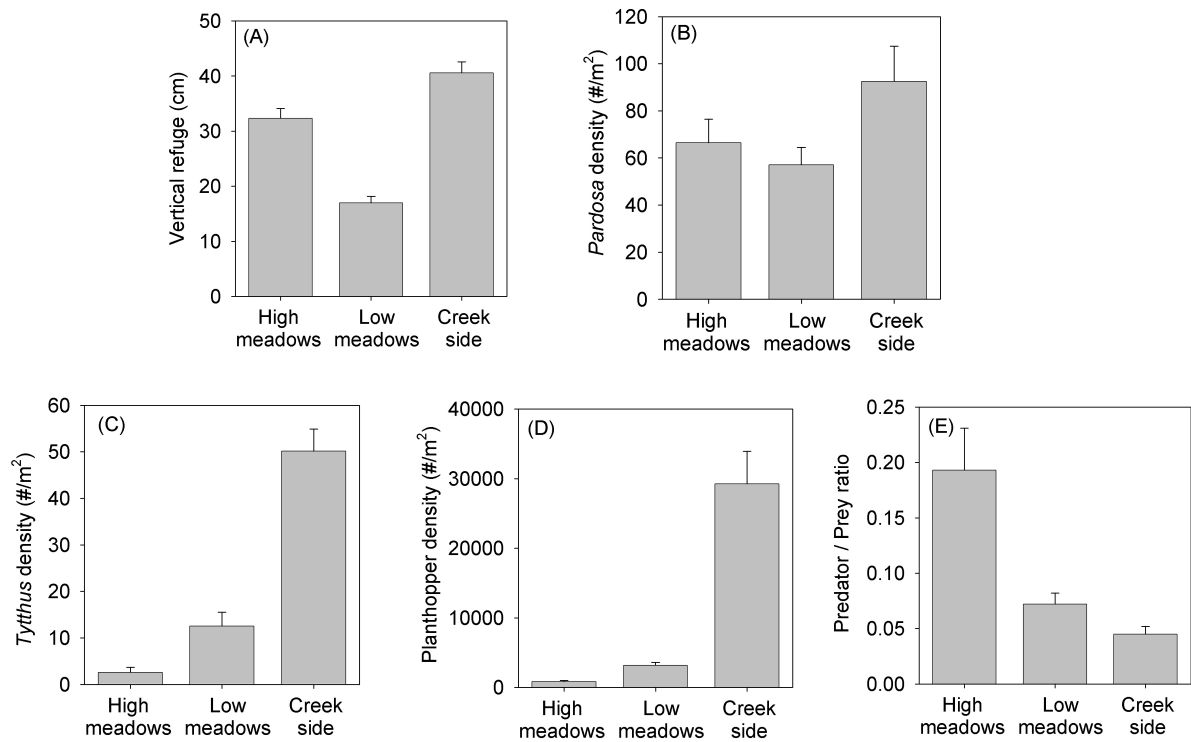 (A)
Vertical refuge (cm)
50
40
30
20
10
0
High meadows
Low meadows
Creek side
(B)
Pardosa density (#/m²)
120
100
80
60
40
20
0
High meadows
Low meadows
Creek side
(C)
Tytthus density (#/m²)
60
50
40
30
20
10
0
High meadows
Low meadows
Creek side
(D)
Planthopper density (#/m²)
40000
30000
20000
10000
0
High meadows
Low meadows
Creek side
(E)
Predator / Prey ratio
0.25
0.20
0.15
0.10
0.05
0.00
High meadows
Low meadows
Creek side